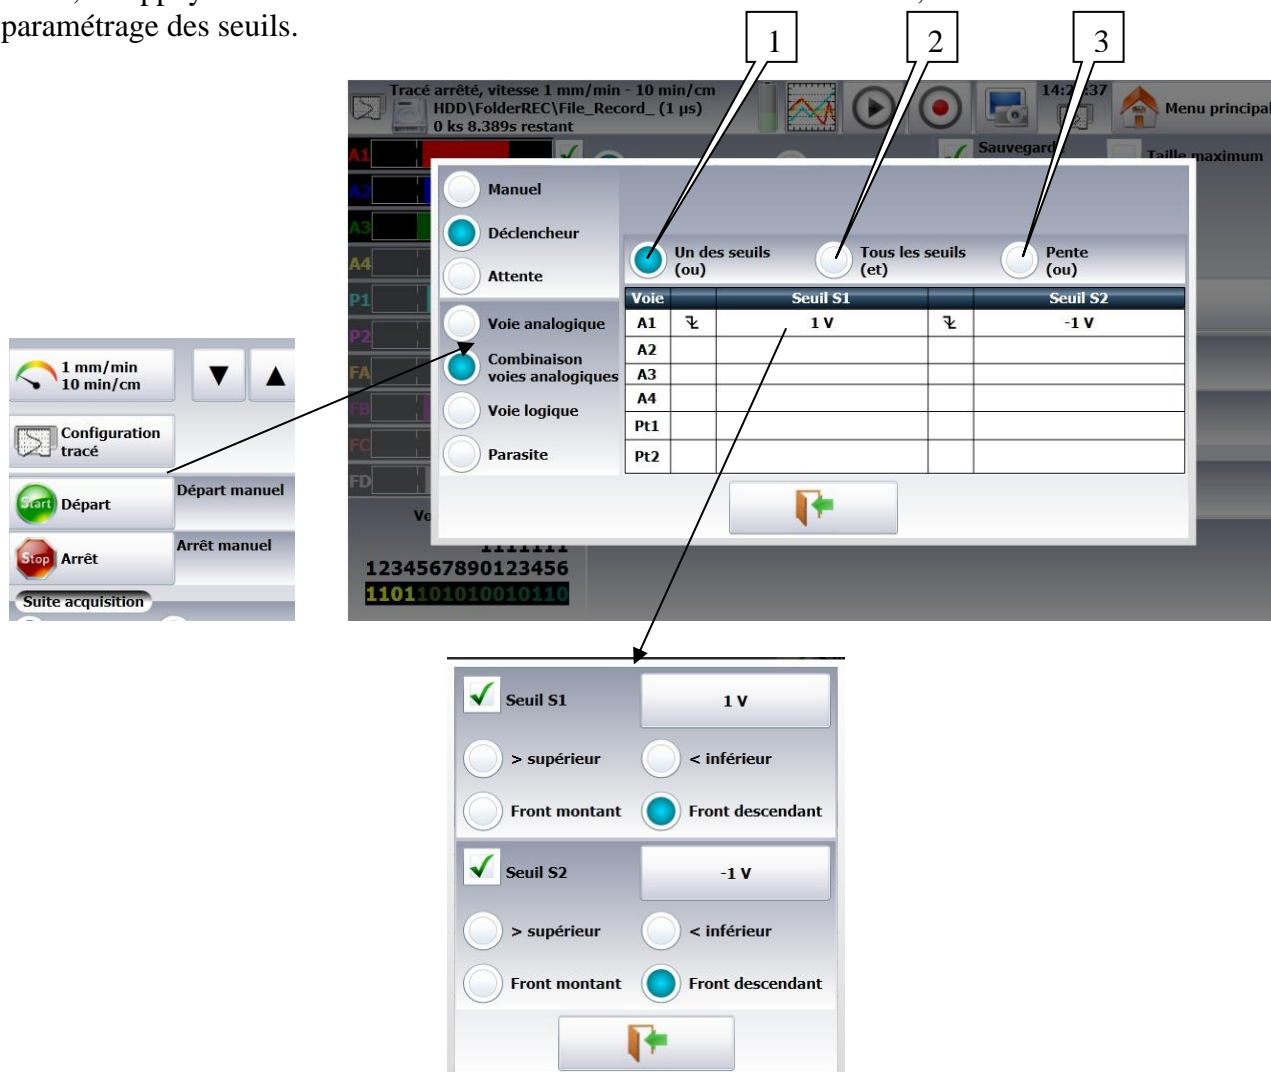 paramétrage des seuils.
1 2 3
Tracé arrêté, vitesse 1 mm/min - 10 min/cm
HDD\FolderREC\File_Record_ (1 µs)
0 ks 8.389s restant
Menu principal
A1
A2
A3
A4
P1
P2
FA
FB
FC
FD
Taille maximum
Manuel
Déclencheur
Attente
Voie analogique
Combinaison
voies analogiques
Voie logique
Parasite
Un des seuils
(ou)
Tous les seuils
(et)
Pente
(ou)
Voie Seuil S1 Seuil S2
A1 1 V -1 V
A2
A3
A4
Pt1
Pt2
1111111
1234567890123456
1101101010010110
1 mm/min
10 min/cm
▼ ▲
Configuration
tracé
Start Départ Départ manuel
Stop Arrêt Arrêt manuel
Suite acquisition
Seuil S1 1 V
> supérieur < inférieur
Front montant Front descendant
Seuil S2 -1 V
> supérieur < inférieur
Front montant Front descendant